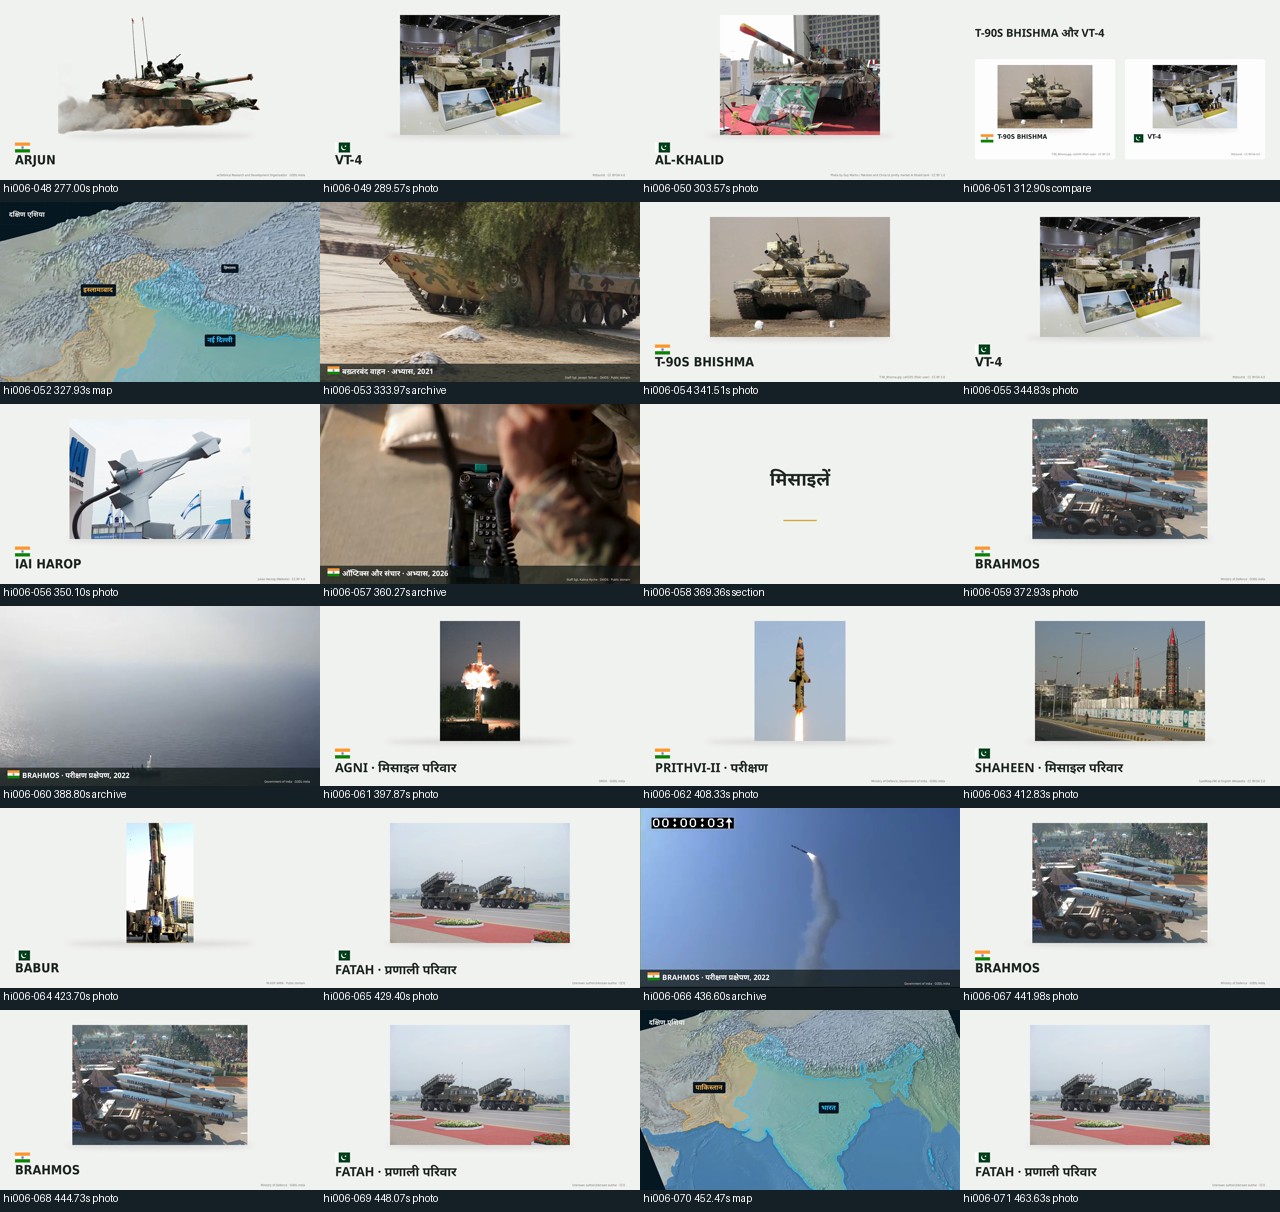 ARJUN
hi006-048 277.00s photo
VT-4
hi006-049 289.57s photo
AL-KHALID
hi006-050 303.57s photo
T-90S BHISHMA और VT-4
T-90S BHISHMA
VT-4
hi006-051 312.90s compare
दक्षिण एशिया
इस्लामाबाद
नई दिल्ली
hi006-052 327.93s map
बख़्तरबंद वाहन · अभ्यास, 2021
hi006-053 333.97s archive
T-90S BHISHMA
hi006-054 341.51s photo
VT-4
hi006-055 344.83s photo
IAI HAROP
hi006-056 350.10s photo
ऑप्टिक्स और संचार · अभ्यास, 2026
hi006-057 360.27s archive
मिसाइलें
hi006-058 369.36s section
BRAHMOS
hi006-059 372.93s photo
BRAHMOS · परीक्षण प्रक्षेपण, 2022
hi006-060 388.80s archive
AGNI · मिसाइल परिवार
hi006-061 397.87s photo
PRITHVI-II · परीक्षण
hi006-062 408.33s photo
SHAHEEN · मिसाइल परिवार
hi006-063 412.83s photo
BABUR
hi006-064 423.70s photo
FATAH · प्रणाली परिवार
hi006-065 429.40s photo
00:00:03
BRAHMOS · परीक्षण प्रक्षेपण, 2022
hi006-066 436.60s archive
BRAHMOS
hi006-067 441.98s photo
BRAHMOS
hi006-068 444.73s photo
FATAH · प्रणाली परिवार
hi006-069 448.07s photo
दक्षिण एशिया
पाकिस्तान
भारत
hi006-070 452.47s map
FATAH · प्रणाली परिवार
hi006-071 463.63s photo